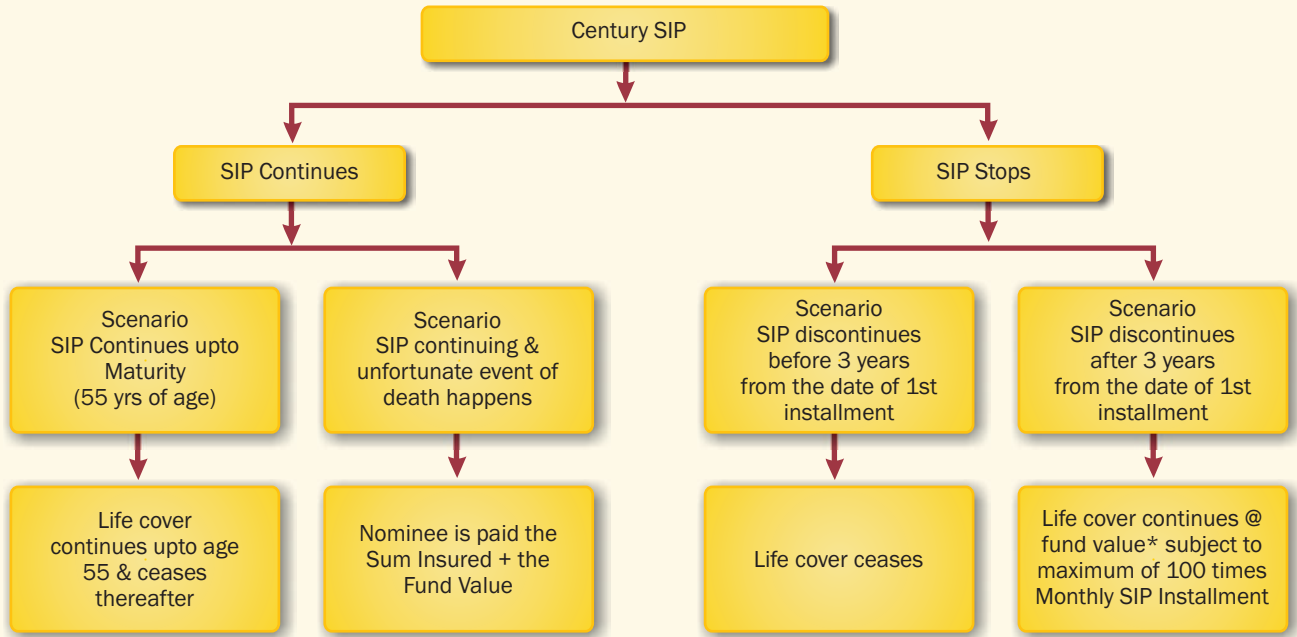 Century SIP
SIP Continues
SIP Stops
Scenario
SIP Continues upto
Maturity
(55 yrs of age)
Scenario
SIP continuing &
unfortunate event of
death happens
Scenario
SIP discontinues
before 3 years
from the date of 1st
installment
Scenario
SIP discontinues
after 3 years
from the date of 1st
installment
Life cover
continues upto age
55 & ceases
thereafter
Nominee is paid the
Sum Insured + the
Fund Value
Life cover ceases
Life cover continues @
fund value* subject to
maximum of 100 times
Monthly SIP Installment